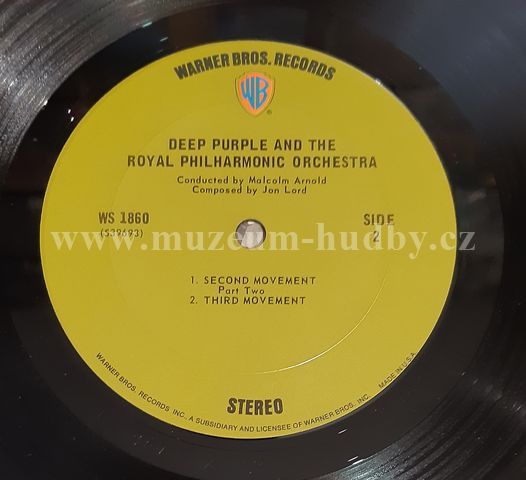 WARNER BROS. RECORDS
WB
®
DEEP PURPLE AND THE
ROYAL PHILHARMONIC ORCHESTRA
Conducted by Malcolm Arnold
Composed by Jon Lord
WS 1860
(S39693)
SIDE
2
www.muzeum-hudby.cz
1. SECOND MOVEMENT
Part Two
2. THIRD MOVEMENT
STEREO
WARNER BROS. RECORDS INC., A SUBSIDIARY AND LICENSEE OF WARNER BROS. INC.
MADE IN U.S.A.